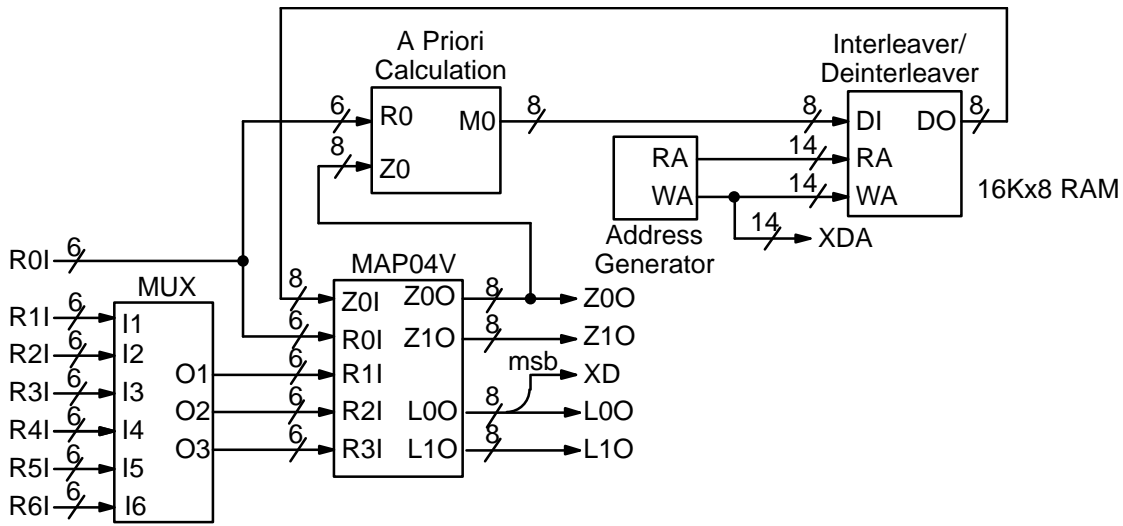 A Priori
Calculation
Interleaver/
Deinterleaver
6
R0
M0
8
8
Z0
8
DI
DO
8
RA
14
RA
WA
14
WA
16Kx8 RAM
Address
Generator
14
XDA
R0I
6
MUX
MAP04V
R1I
6
I1
R2I
6
I2
R3I
6
I3
R4I
6
I4
R5I
6
I5
R6I
6
I6
O1
O2
O3
8
Z0I
6
R0I
6
R1I
6
R2I
6
R3I
Z0O
8
Z0O
Z1O
8
Z1O
msb
XD
L0O
8
L0O
L1O
8
L1O